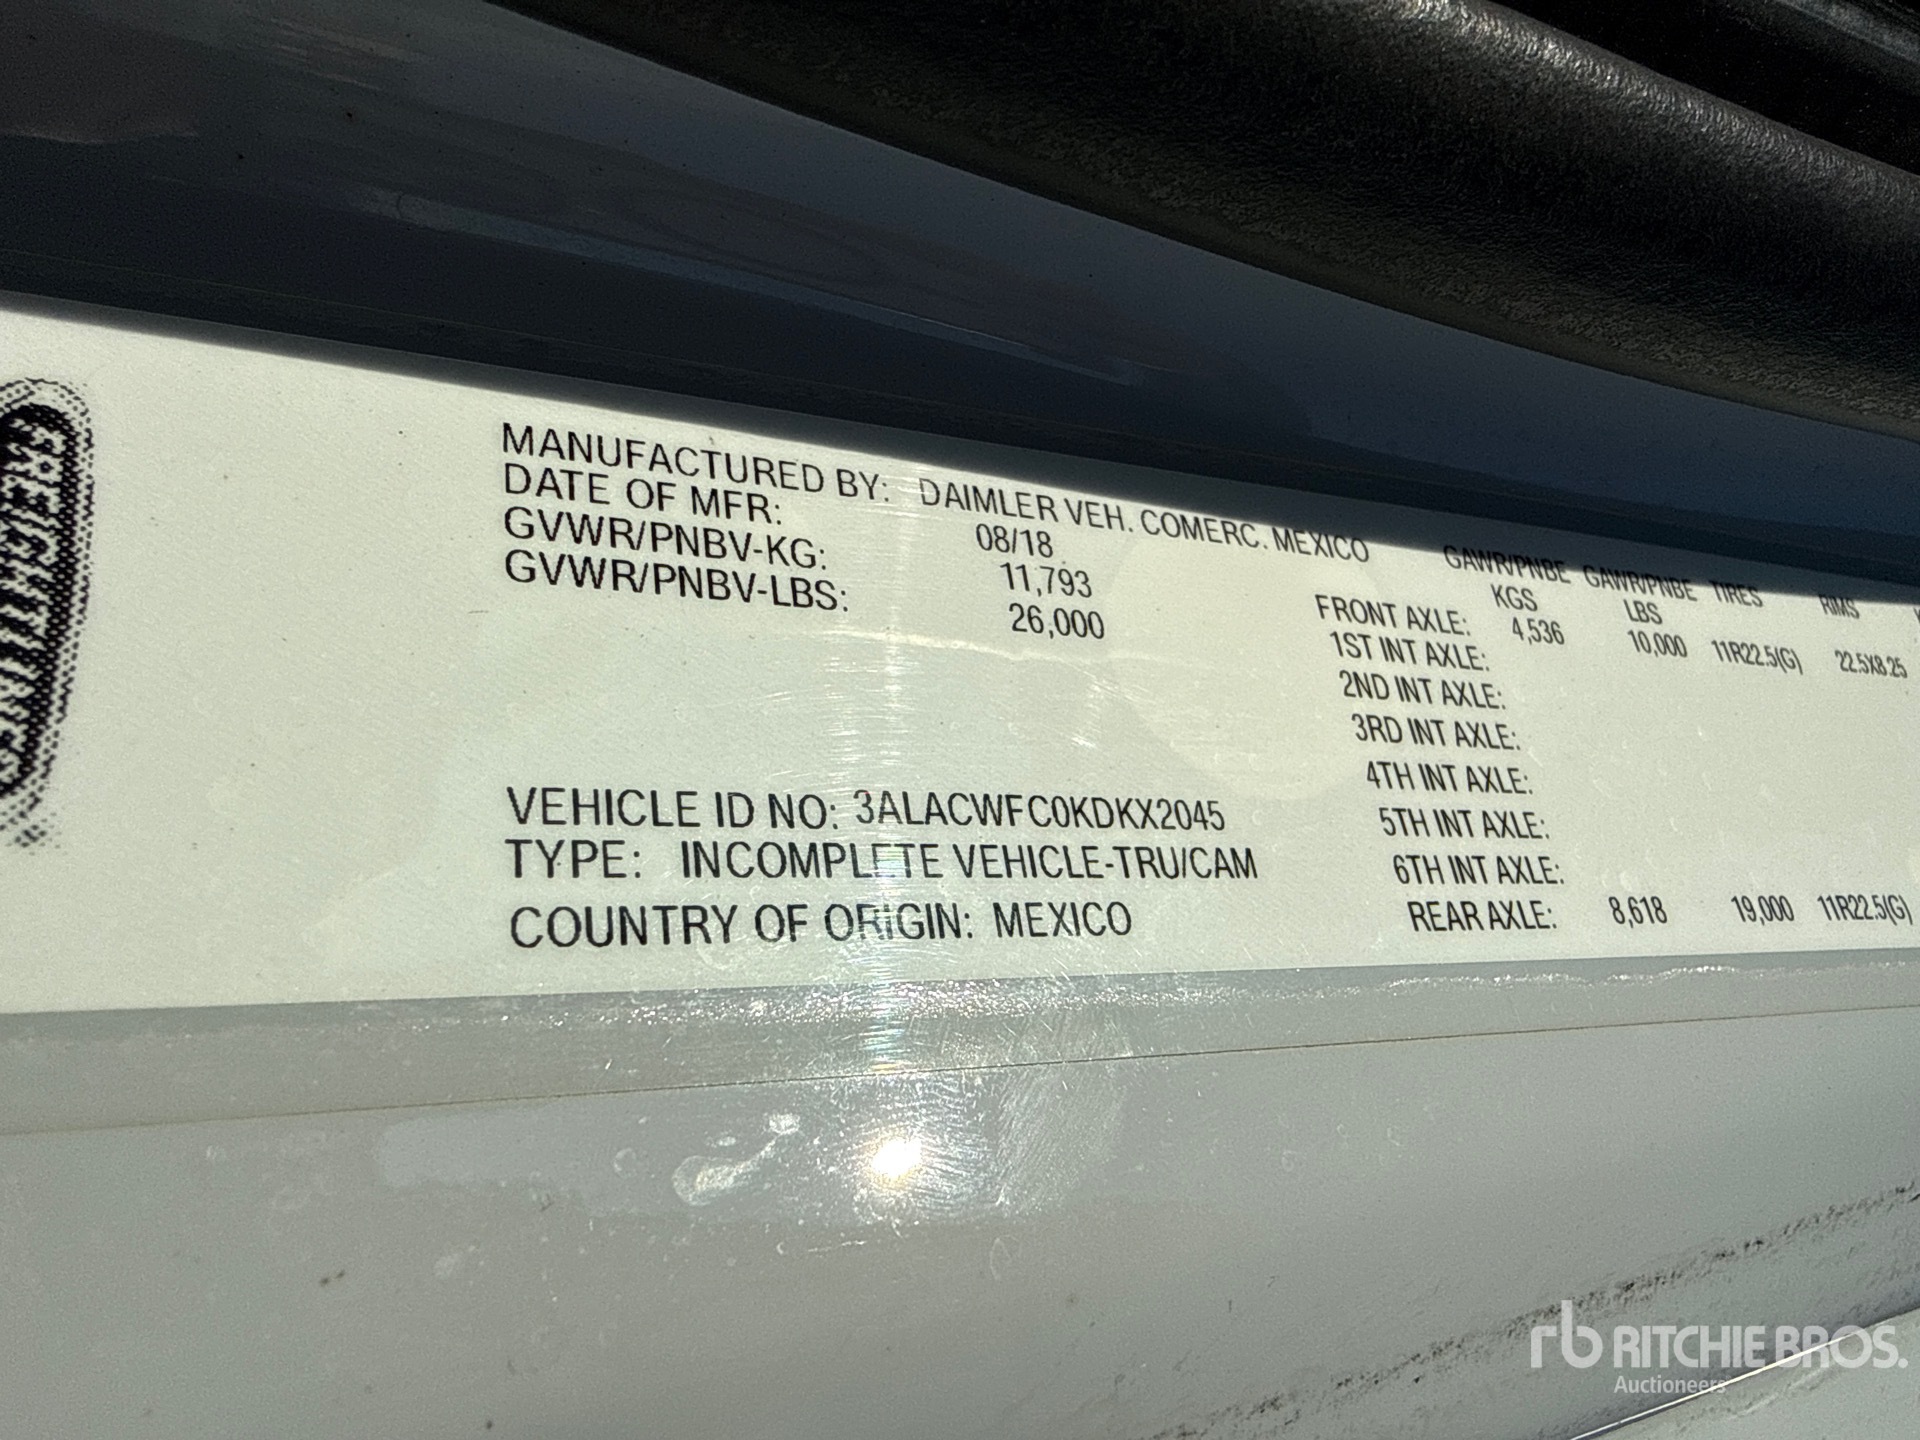 FREIGHTLINER
MANUFACTURED BY: DAIMLER VEH. COMERC. MEXICO
DATE OF MFR: 08/18
GVWR/PNBV-KG: 11,793
GVWR/PNBV-LBS: 26,000
VEHICLE ID NO: 3ALACWFC0KDKX2045
TYPE: INCOMPLETE VEHICLE-TRU/CAM
COUNTRY OF ORIGIN: MEXICO
GAWR/PNBE GAWR/PNBE TIRES RIMS
KGS LBS
FRONT AXLE: 4,536 10,000 11R22.5(G) 22.5X8.25
1ST INT AXLE:
2ND INT AXLE:
3RD INT AXLE:
4TH INT AXLE:
5TH INT AXLE:
6TH INT AXLE:
REAR AXLE: 8,618 19,000 11R22.5(G)
rb RITCHIE BROS.
Auctioneers